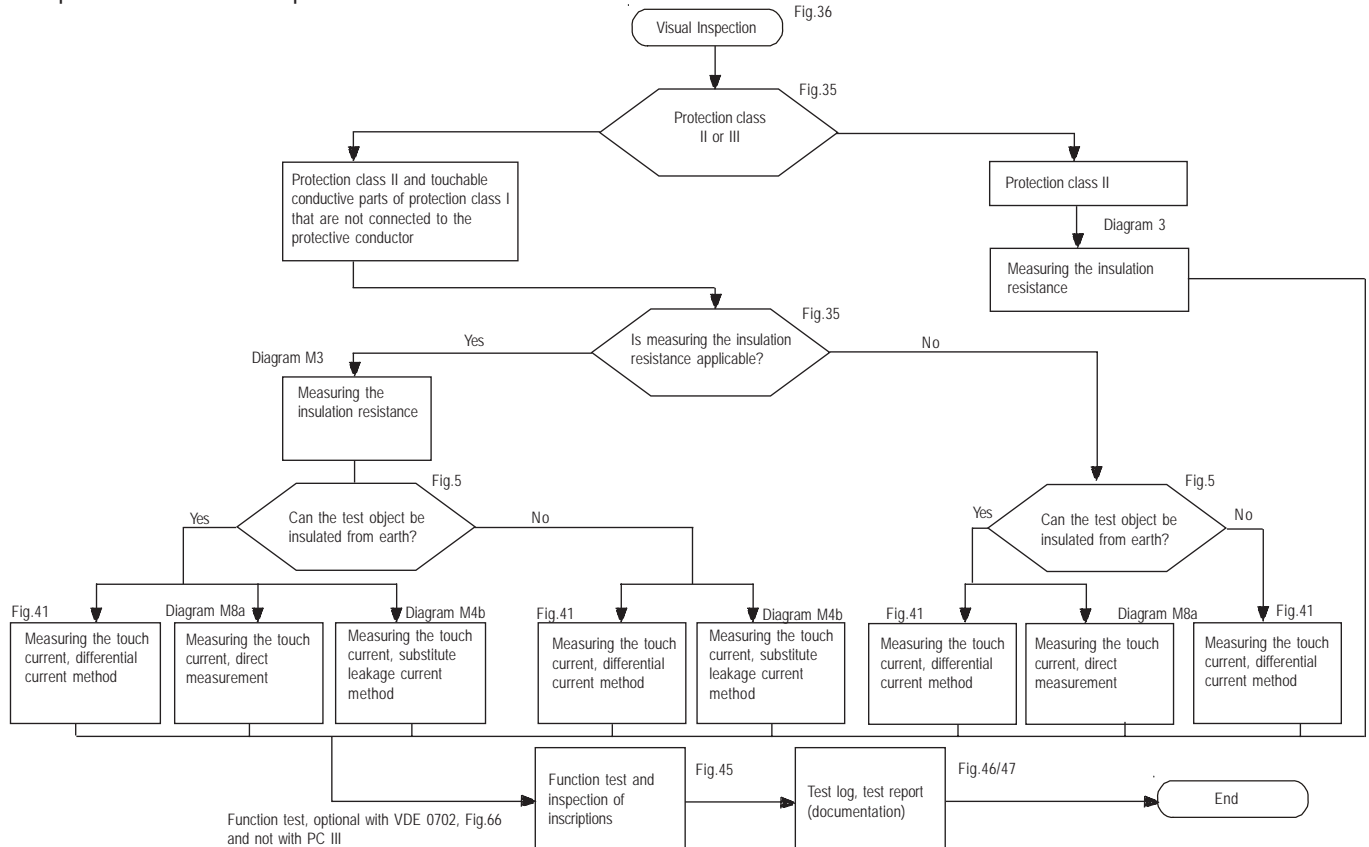 Visual Inspection
Fig.36
Fig.35
Protection class
II or III
Protection class II and touchable
conductive parts of protection class I
that are not connected to the
protective conductor
Protection class II
Diagram 3
Measuring the insulation
resistance
Fig.35
Is measuring the insulation
resistance applicable?
Yes
No
Diagram M3
Measuring the
insulation resistance
Fig.5
Can the test object be
insulated from earth?
Yes
No
Fig.5
Can the test object be
insulated from earth?
Yes
No
Fig.41
Measuring the touch
current, differential
current method
Diagram M8a
Measuring the touch
current, direct
measurement
Diagram M4b
Measuring the touch
current, substitute
leakage current
method
Fig.41
Measuring the touch
current, differential
current method
Diagram M4b
Measuring the touch
current, substitute
leakage current
method
Fig.41
Measuring the touch
current, differential
current method
Diagram M8a
Measuring the touch
current, direct
measurement
Fig.41
Measuring the touch
current, differential
current method
Function test, optional with VDE 0702, Fig.66
and not with PC III
Function test and
inspection of
inscriptions
Fig.45
Test log, test report
(documentation)
Fig.46/47
End